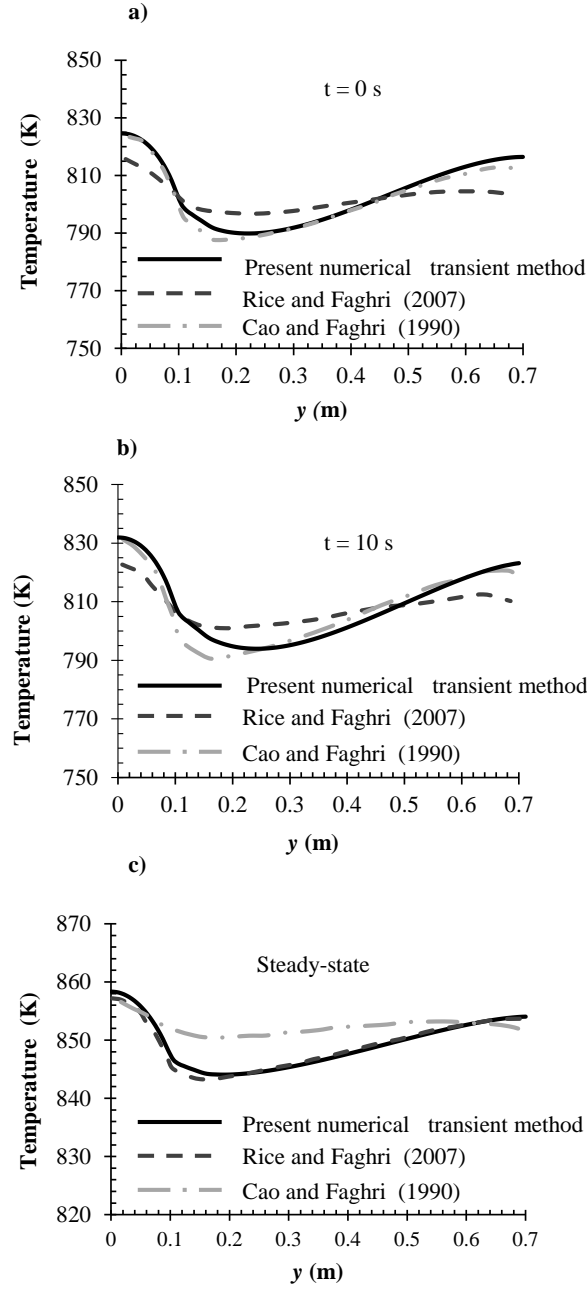 a)
850
830
810
790
770
750
Temperature (K)
t = 0 s
Present numerical transient method
Rice and Faghri (2007)
Cao and Faghri (1990)
0 0.1 0.2 0.3 0.4 0.5 0.6 0.7
y (m)
b)
850
830
810
790
770
750
Temperature (K)
t = 10 s
Present numerical transient method
Rice and Faghri (2007)
Cao and Faghri (1990)
0 0.1 0.2 0.3 0.4 0.5 0.6 0.7
y (m)
c)
870
860
850
840
830
820
Temperature (K)
Steady-state
Present numerical transient method
Rice and Faghri (2007)
Cao and Faghri (1990)
0 0.1 0.2 0.3 0.4 0.5 0.6 0.7
y (m)